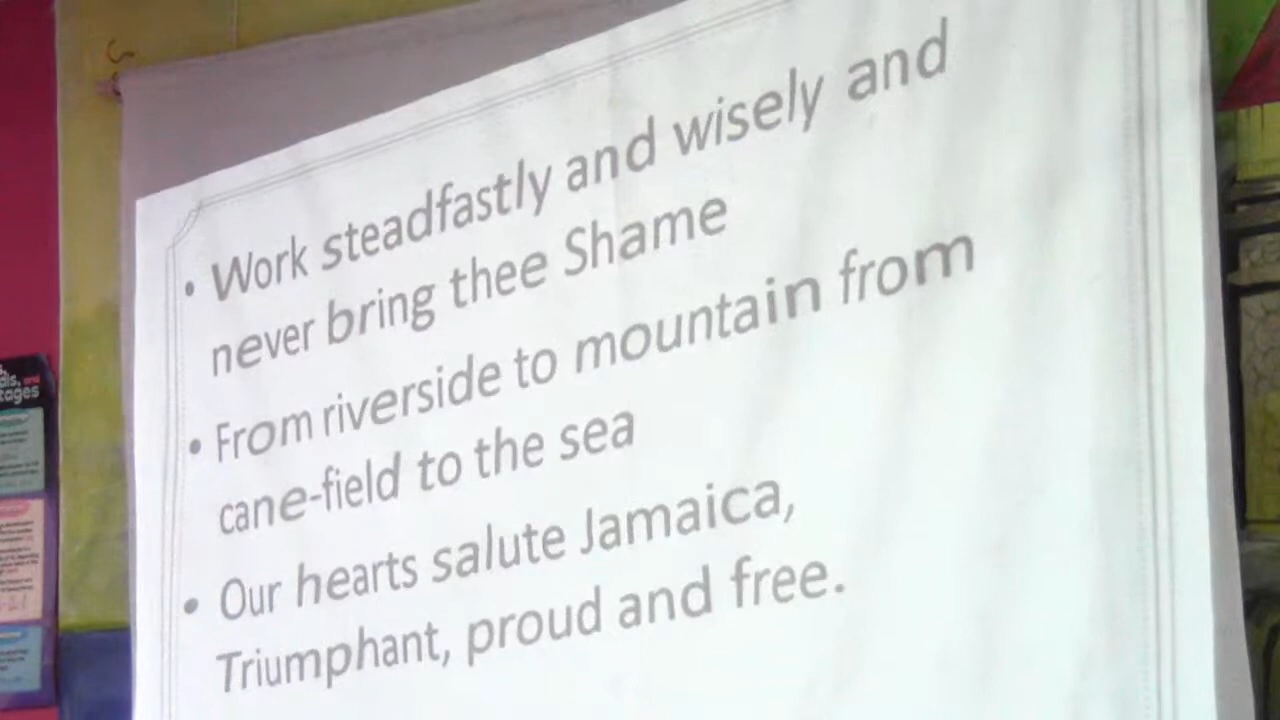 • Work steadfastly and wisely and
never bring thee Shame
• From riverside to mountain from
cane-field to the sea
• Our hearts salute Jamaica,
Triumphant, proud and free.
and